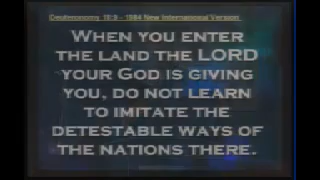 Deuteronomy 18:9 - 1984 New International Version
WHEN YOU ENTER
THE LAND THE LORD
YOUR GOD IS GIVING
YOU, DO NOT LEARN
TO IMITATE THE
DETESTABLE WAYS OF
THE NATIONS THERE.